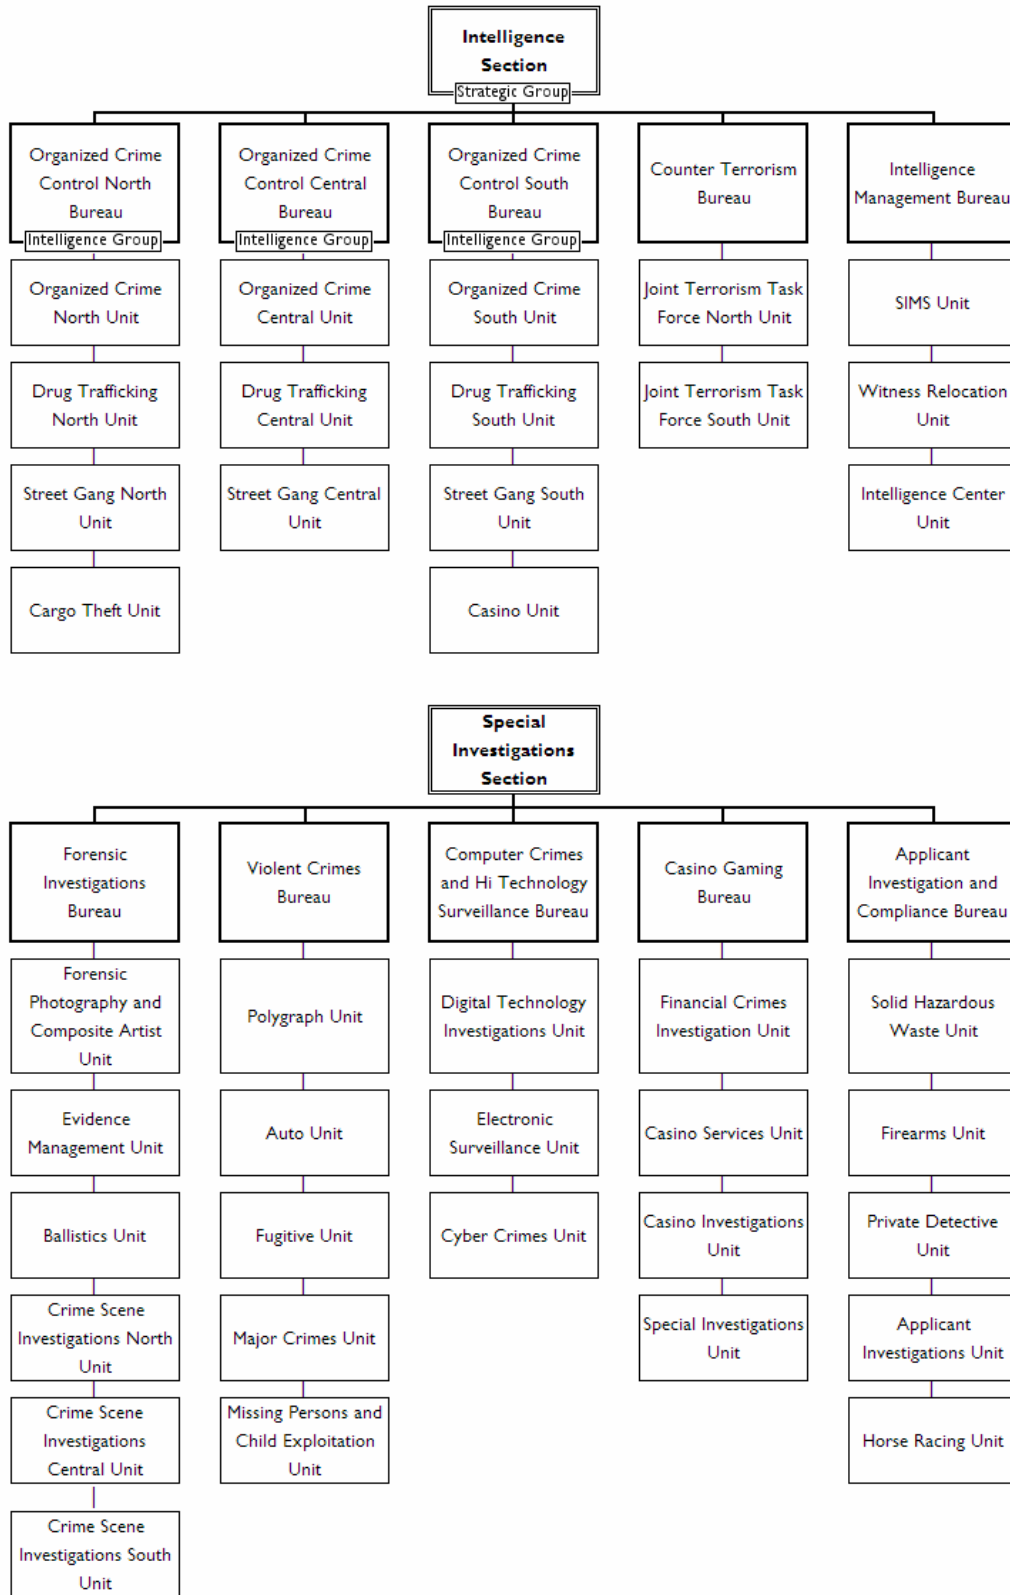 Intelligence
Section
Strategic Group
Organized Crime
Control North
Bureau
Intelligence Group
Organized Crime
Control Central
Bureau
Intelligence Group
Organized Crime
Control South
Bureau
Intelligence Group
Counter Terrorism
Bureau
Intelligence
Management Bureau
Organized Crime
North Unit
Organized Crime
Central Unit
Organized Crime
South Unit
Joint Terrorism Task
Force North Unit
SIMS Unit
Drug Trafficking
North Unit
Drug Trafficking
Central Unit
Drug Trafficking
South Unit
Joint Terrorism Task
Force South Unit
Witness Relocation
Unit
Street Gang North
Unit
Street Gang Central
Unit
Street Gang South
Unit
Intelligence Center
Unit
Cargo Theft Unit
Casino Unit
Special
Investigations
Section
Forensic
Investigations
Bureau
Violent Crimes
Bureau
Computer Crimes
and Hi Technology
Surveillance Bureau
Casino Gaming
Bureau
Applicant
Investigation and
Compliance Bureau
Forensic
Photography and
Composite Artist
Unit
Polygraph Unit
Digital Technology
Investigations Unit
Financial Crimes
Investigation Unit
Solid Hazardous
Waste Unit
Evidence
Management Unit
Auto Unit
Electronic
Surveillance Unit
Casino Services Unit
Firearms Unit
Ballistics Unit
Fugitive Unit
Cyber Crimes Unit
Casino Investigations
Unit
Private Detective
Unit
Crime Scene
Investigations North
Unit
Major Crimes Unit
Special Investigations
Unit
Applicant
Investigations Unit
Crime Scene
Investigations
Central Unit
Missing Persons and
Child Exploitation
Unit
Horse Racing Unit
Crime Scene
Investigations South
Unit